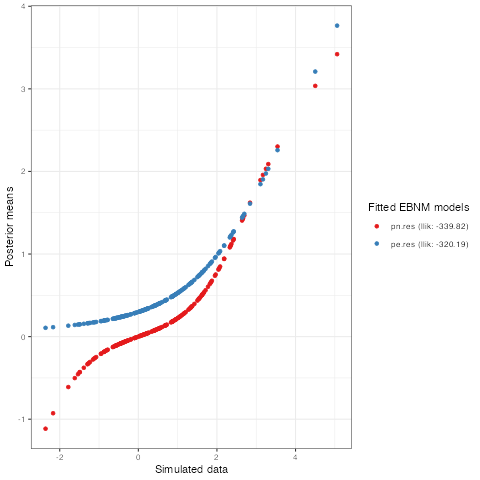 4
3
2
1
0
-1
-2
0
2
4
Posterior means
Simulated data
Fitted EBNM models
pn.res (llik: -339.82)
pe.res (llik: -320.19)